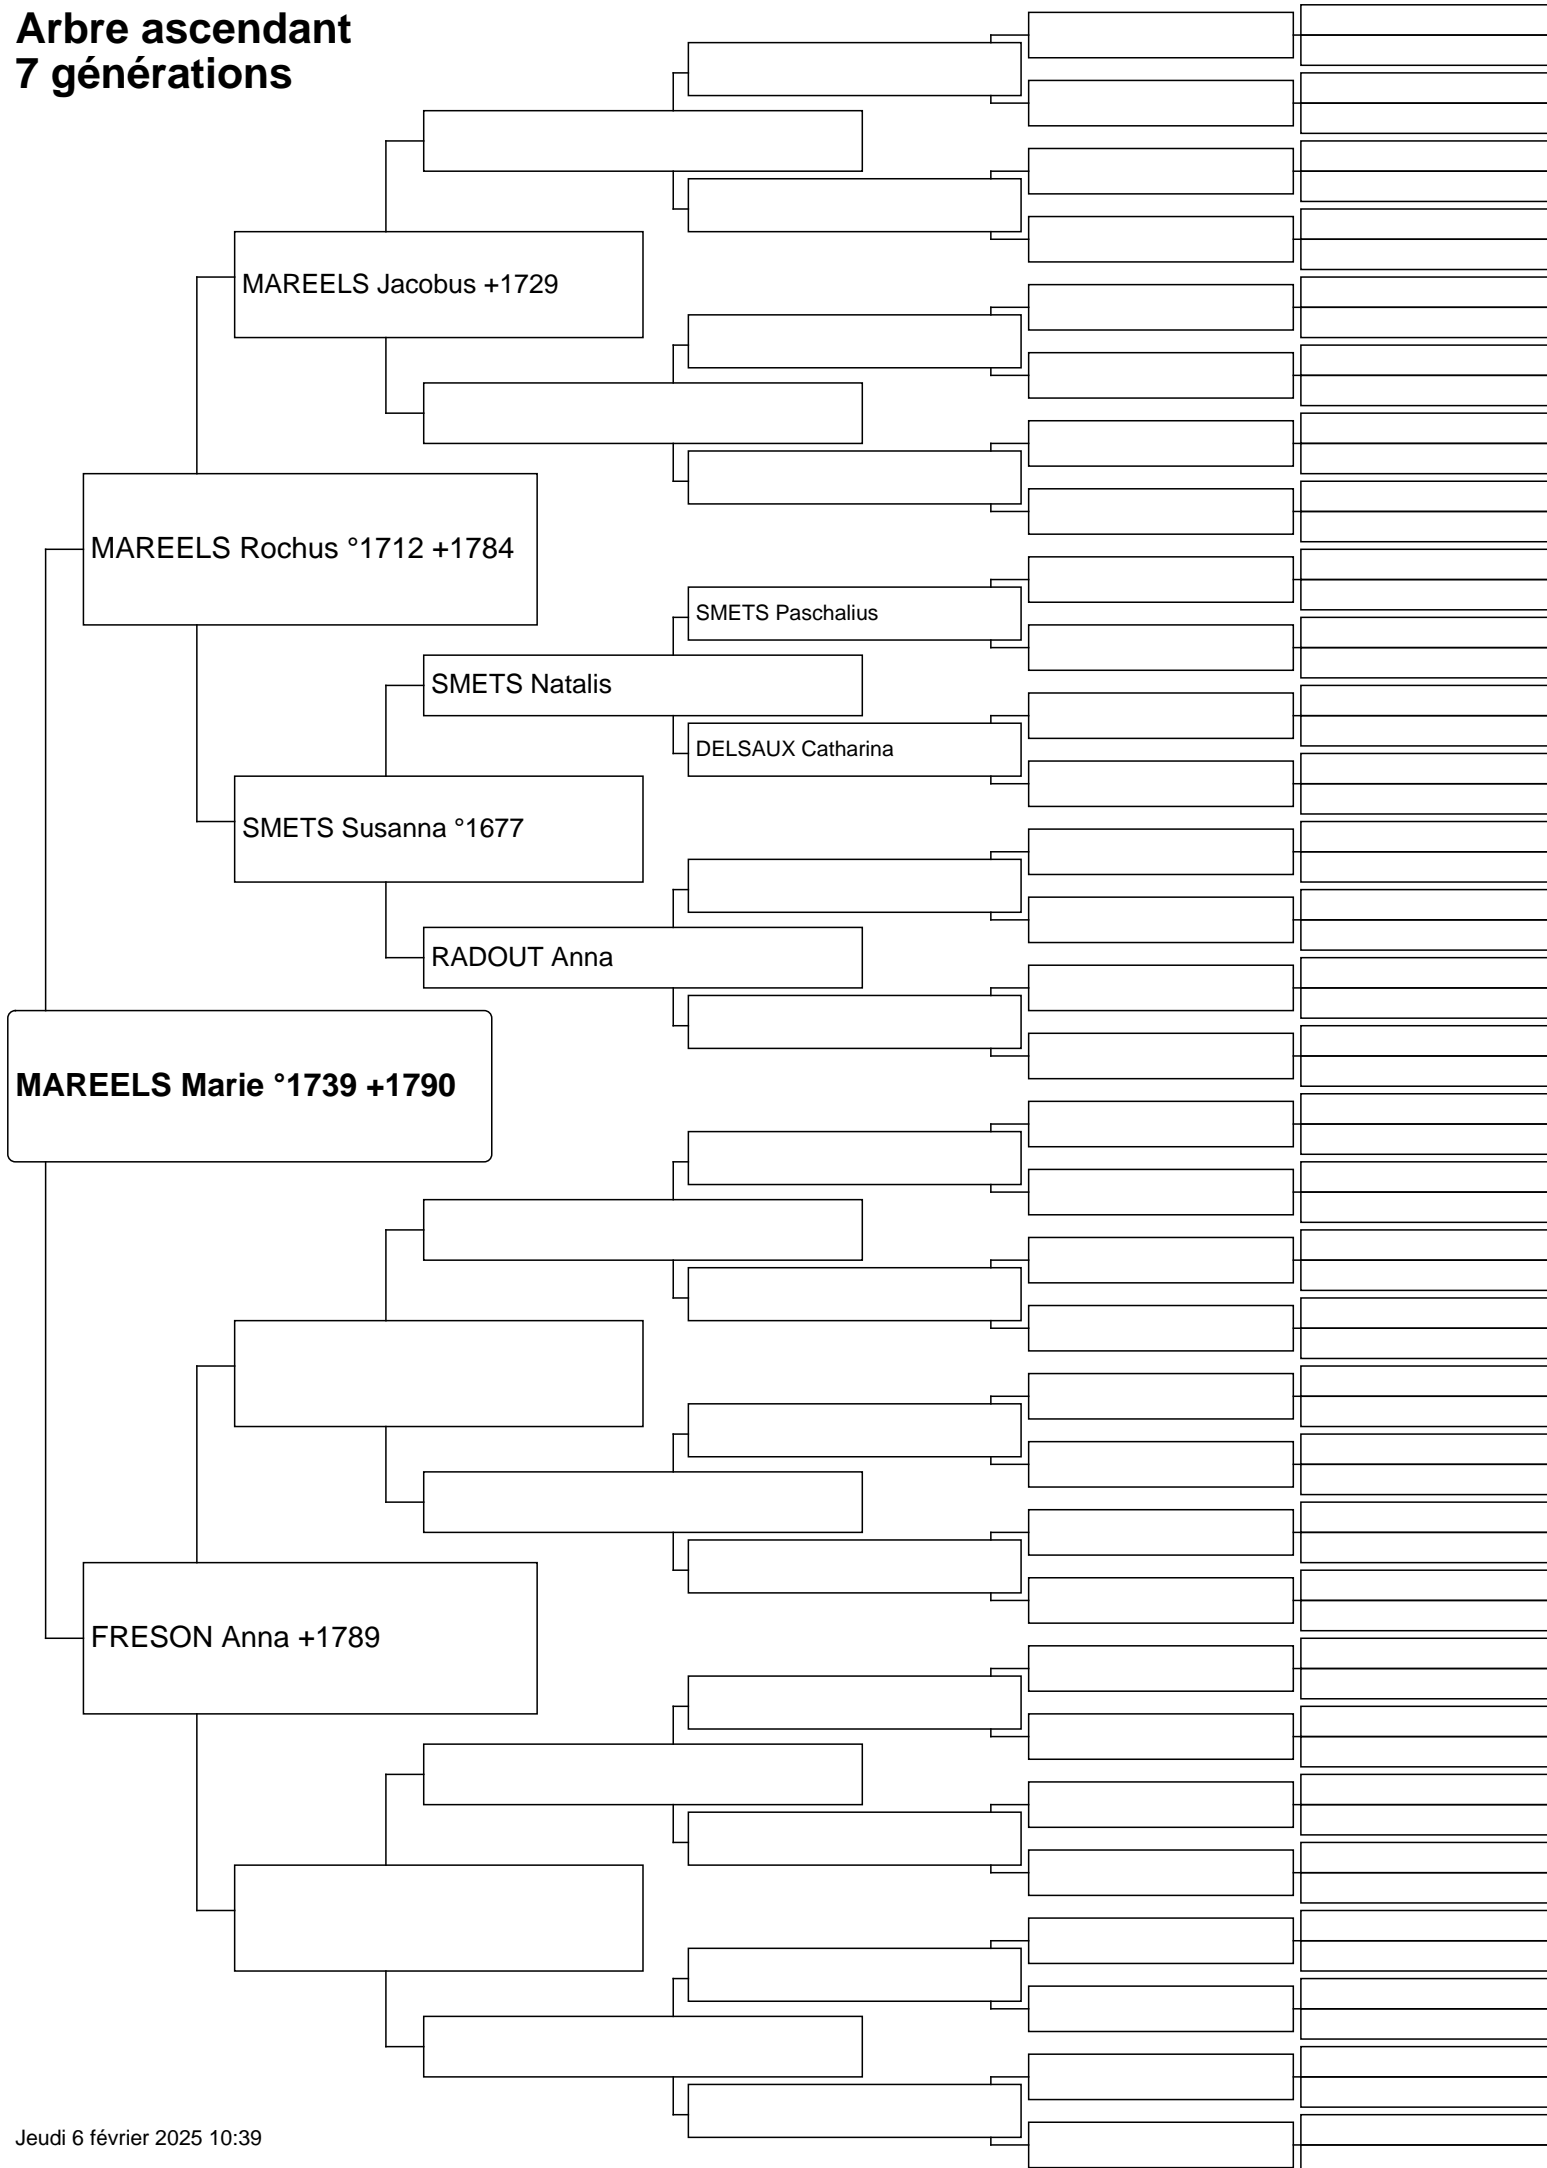 Arbre ascendant
7 générations
MAREELS Jacobus +1729
MAREELS Rochus °1712 +1784
SMETS Paschalius
SMETS Natalis
DELSAUX Catharina
SMETS Susanna °1677
RADOUT Anna
MAREELS Marie °1739 +1790
FRESON Anna +1789
Jeudi 6 février 2025 10:39